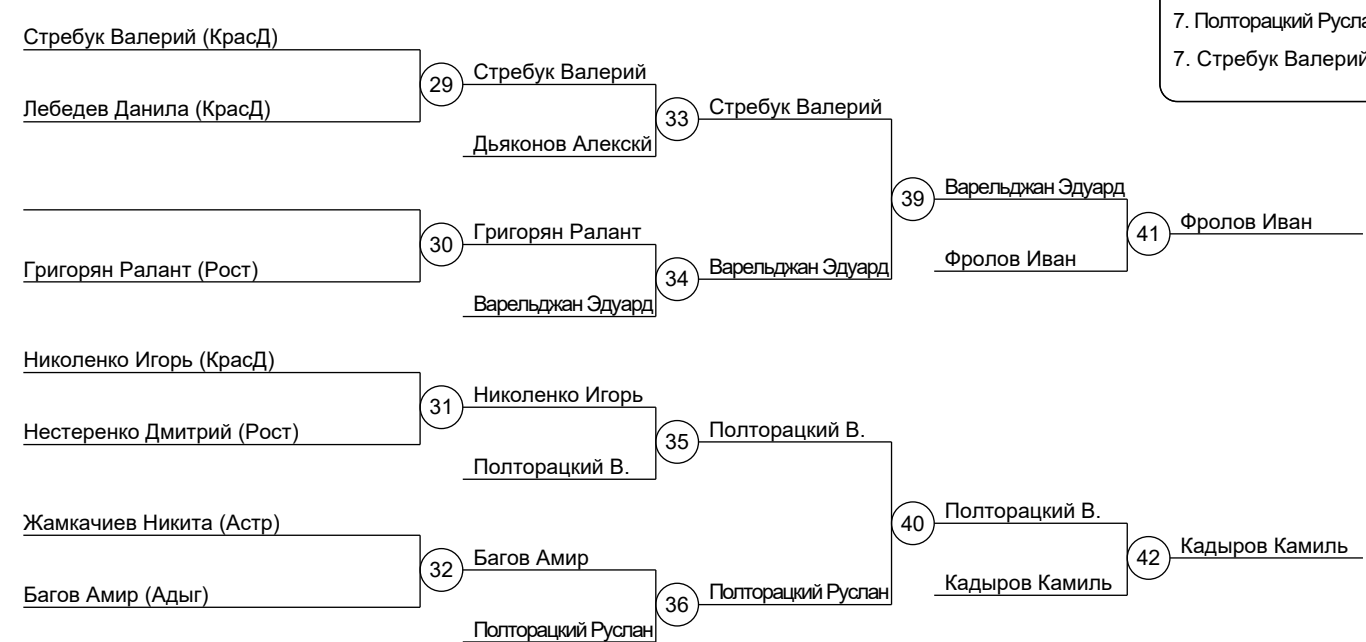 7. Полторацкий
7. Стребук Валерий
Стребук Валерий (КрасД)
29
Стребук Валерий
Лебедев Данила (КрасД)
33
Стребук Валерий
Дьяконов Алекскй
39
Варельджан Эдуард
30
Григорян Ралант
41
Фролов Иван
Григорян Ралант (Рост)
34
Варельджан Эдуард
Фролов Иван
Варельджан Эдуард
Николенко Игорь (КрасД)
31
Николенко Игорь
Нестеренко Дмитрий (Рост)
35
Полторацкий В.
Полторацкий В.
40
Полторацкий В.
Жамкачиев Никита (Астр)
32
Багов Амир
42
Кадыров Камиль
Багов Амир (Адыг)
36
Полторацкий Руслан
Кадыров Камиль
Полторацкий Руслан